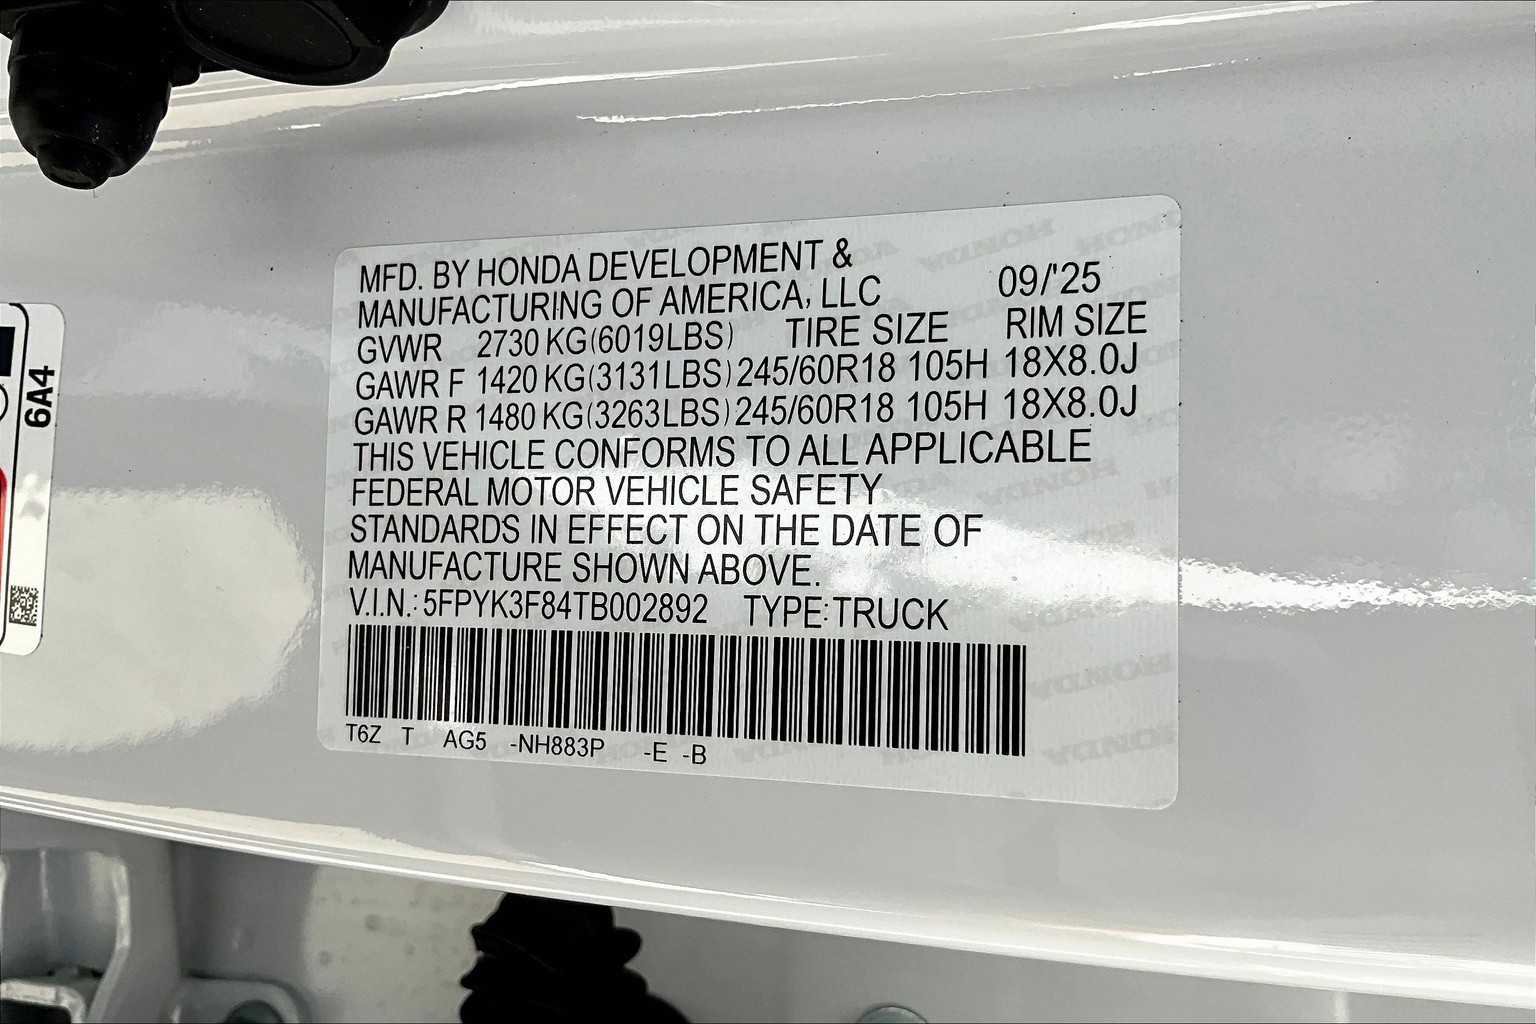 MFD. BY HONDA DEVELOPMENT &
MANUFACTURING OF AMERICA, LLC 09/'25
GVWR 2730 KG(6019LBS) TIRE SIZE RIM SIZE
GAWR F 1420 KG(3131LBS) 245/60R18 105H 18X8.0J
GAWR R 1480 KG(3263LBS) 245/60R18 105H 18X8.0J
THIS VEHICLE CONFORMS TO ALL APPLICABLE
FEDERAL MOTOR VEHICLE SAFETY
STANDARDS IN EFFECT ON THE DATE OF
MANUFACTURE SHOWN ABOVE.
V.I.N.: 5FPYK3F84TB002892 TYPE: TRUCK
T6Z T AG5 -NH883P -E -B
6A4